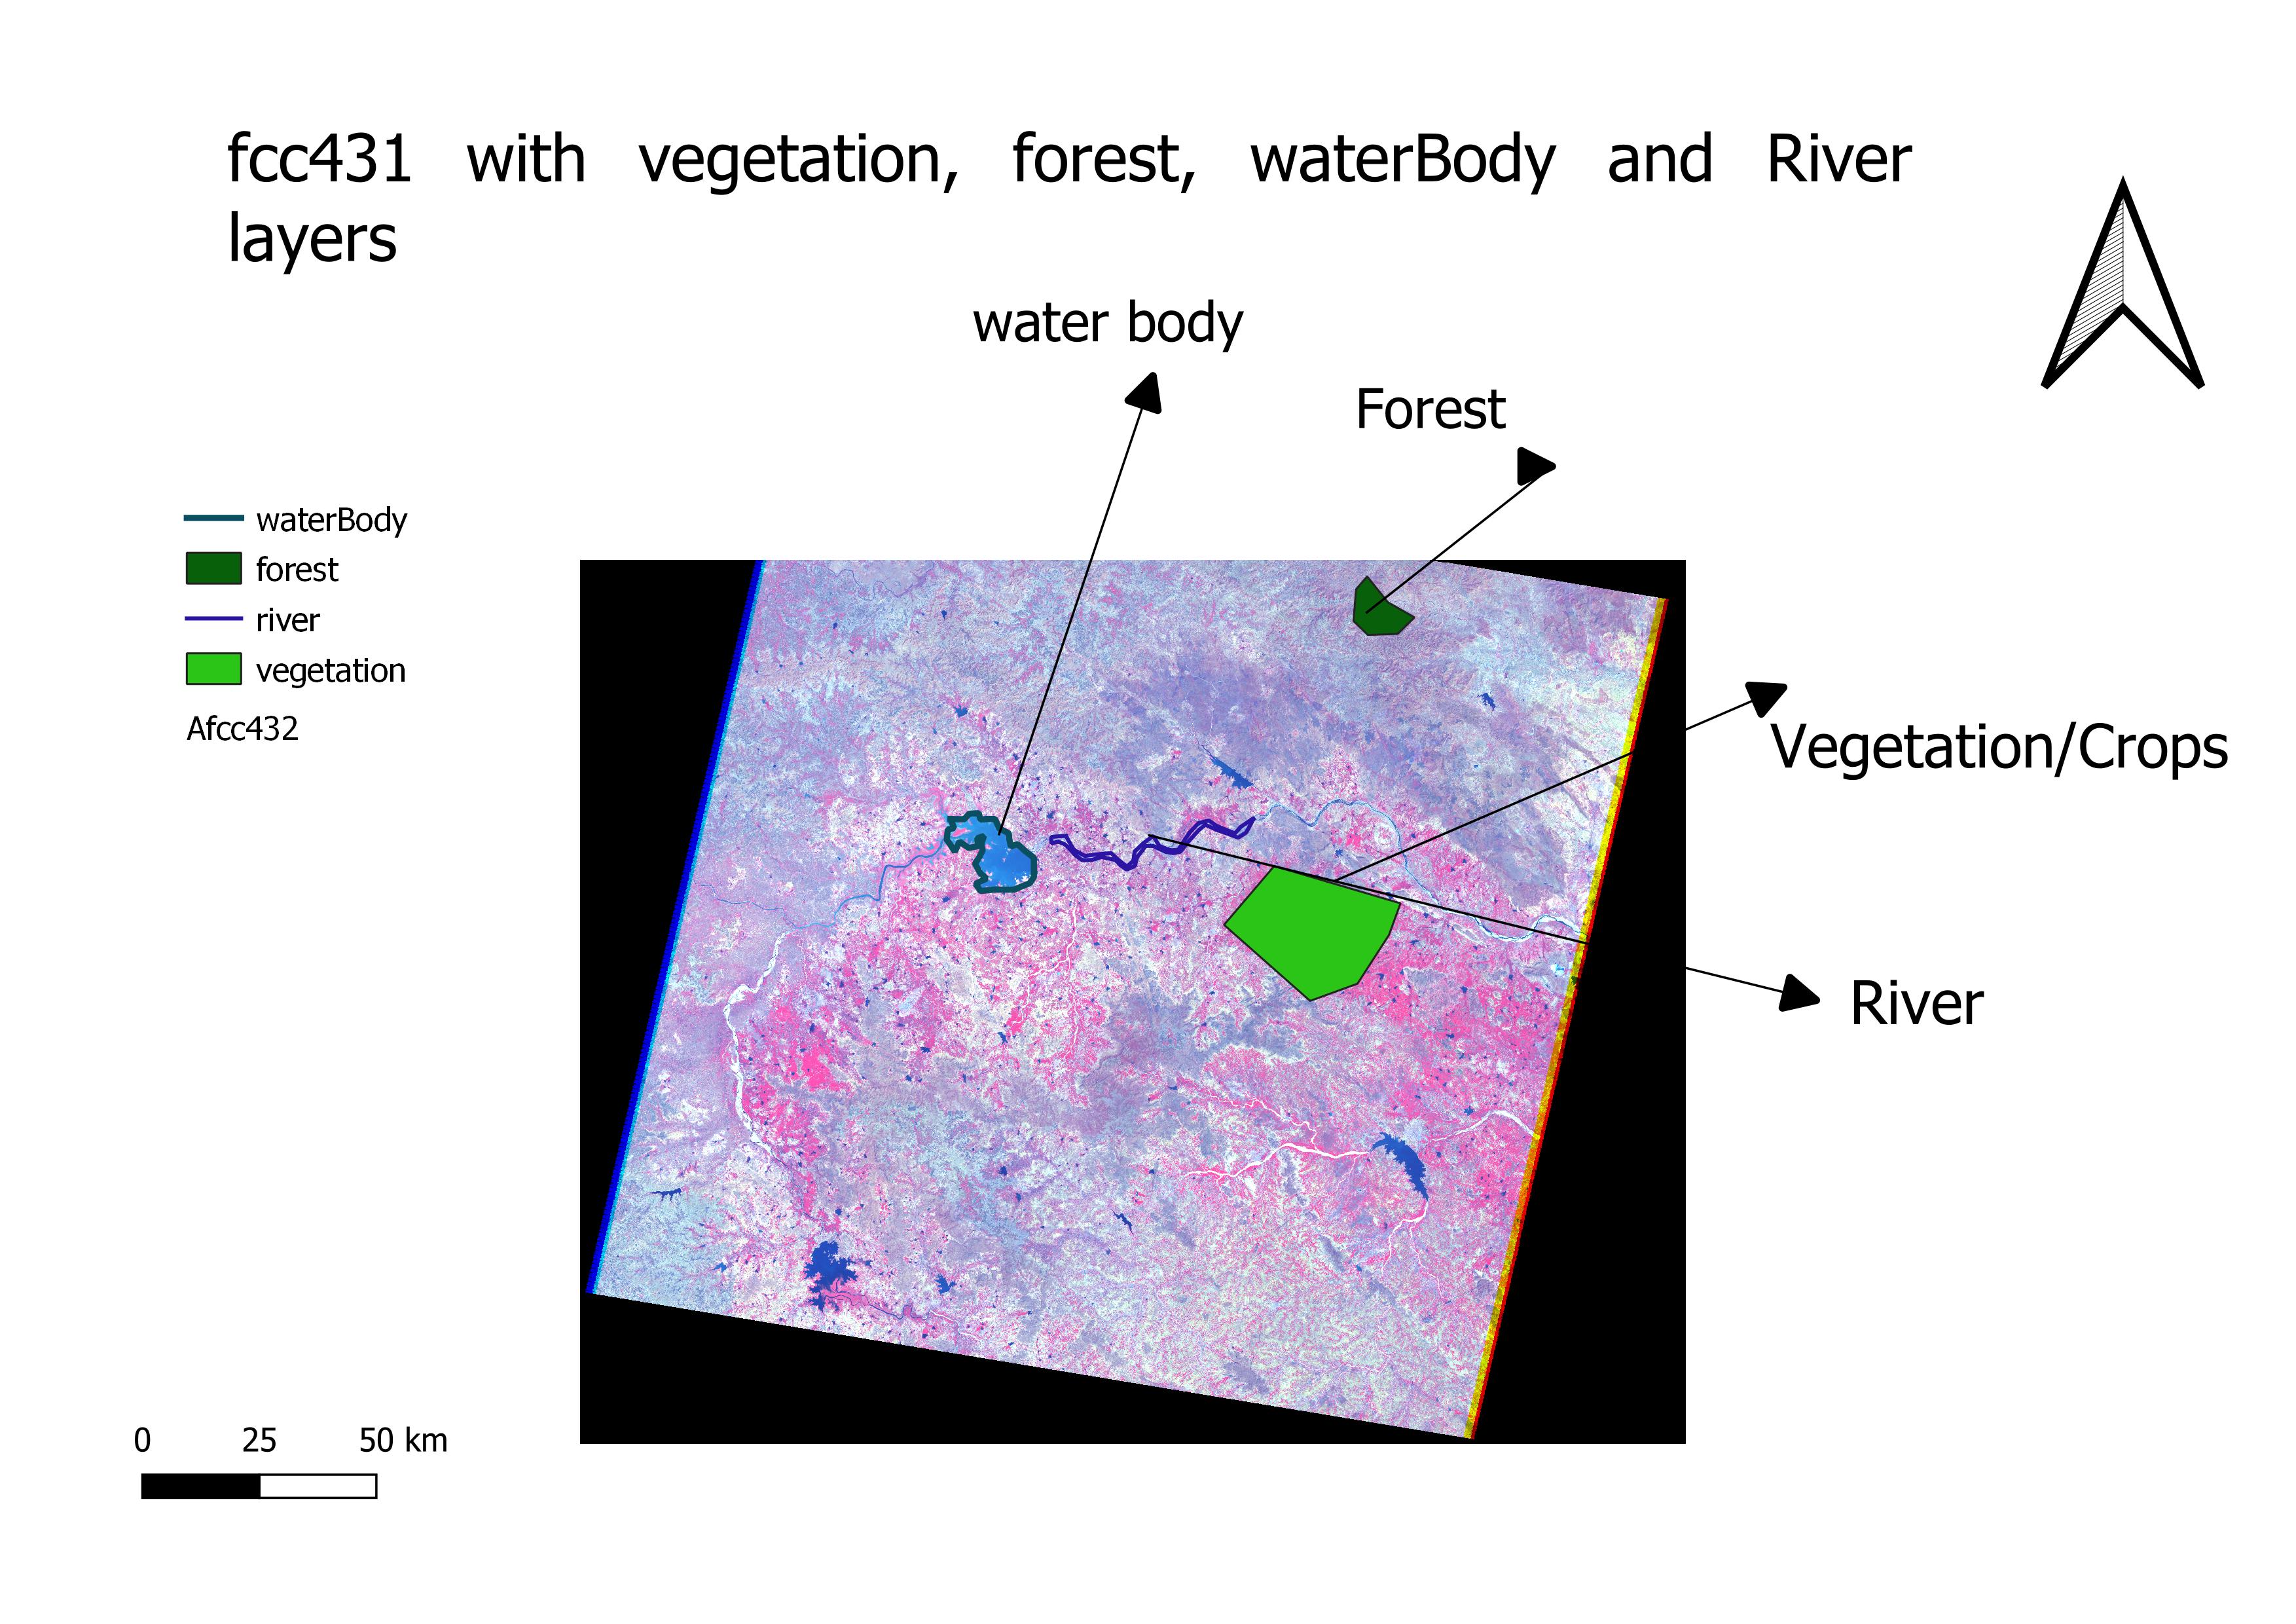 fcc431 with vegetation, forest, waterBody and River
layers
water body
Forest
waterBody
forest
river
vegetation
Afcc432
Vegetation/Crops
River
0 25 50 km